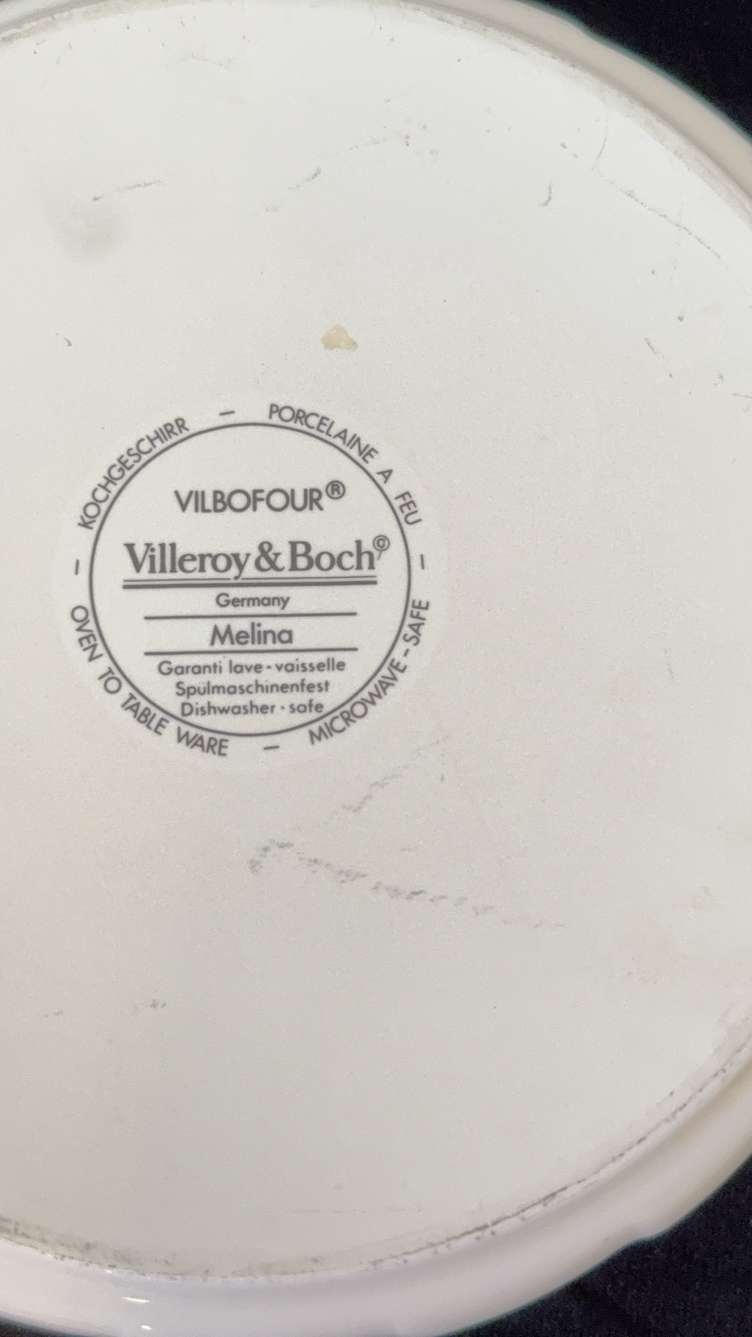 KOCHGESCHIRR – PORCELAINE A FEU –
VILBOFOUR®
Villeroy & Boch©
Germany
Melina
Garanti lave-vaisselle
Spülmaschinenfest
Dishwasher-safe
– OVEN TO TABLE WARE – MICROWAVE-SAFE